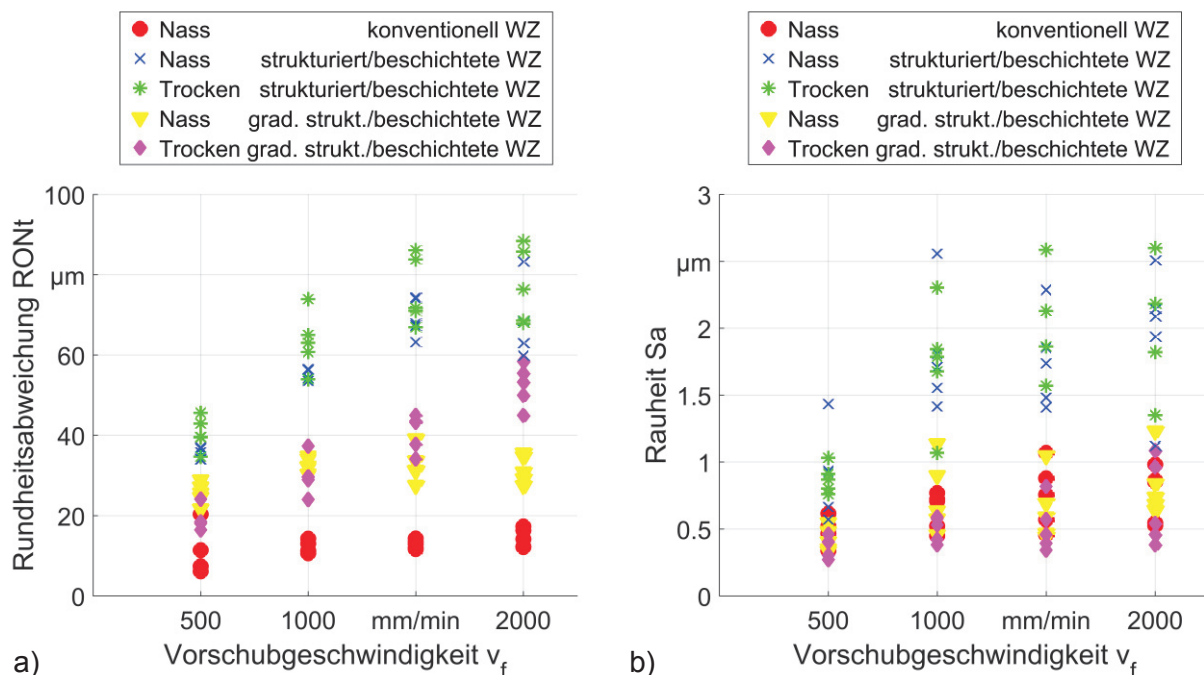 Nass konventionell WZ
Nass strukturiert/beschichtete WZ
Trocken strukturiert/beschichtete WZ
Nass grad. strukt./beschichtete WZ
Trocken grad. strukt./beschichtete WZ
100
µm
60
40
20
0
Rundheitsabweichung RONt
500 1000 mm/min 2000
Vorschubgeschwindigkeit v_f
a)
Nass konventionell WZ
Nass strukturiert/beschichtete WZ
Trocken strukturiert/beschichtete WZ
Nass grad. strukt./beschichtete WZ
Trocken grad. strukt./beschichtete WZ
3
µm
2
1.5
1
0.5
0
Rauheit Sa
500 1000 mm/min 2000
Vorschubgeschwindigkeit v_f
b)